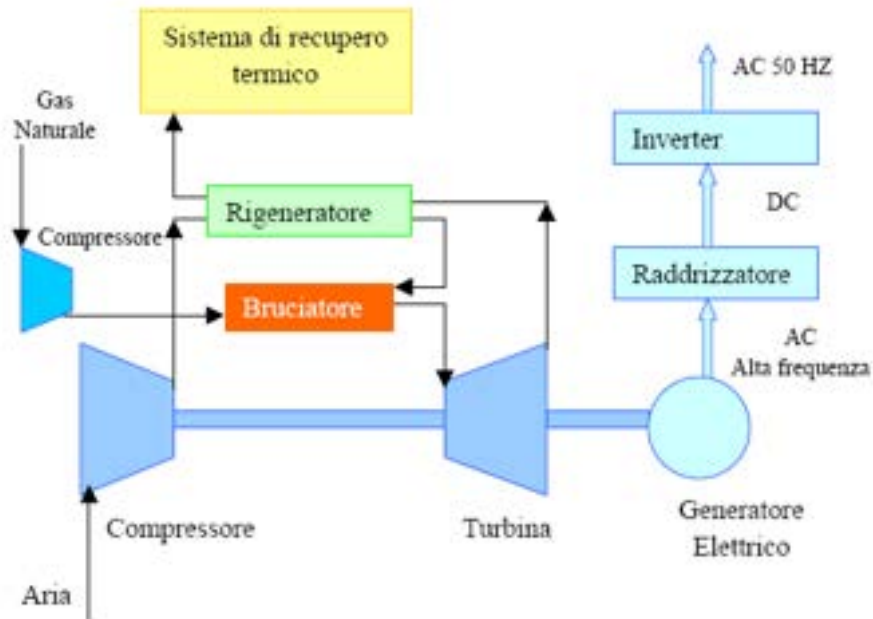 Sistema di recupero
termico
AC 50 HZ
Gas
Naturale
Inverter
Rigeneratore
DC
Compressore
Raddrizzatore
Bruciatore
AC
Alta frequenza
Compressore
Turbina
Generatore
Elettrico
Aria